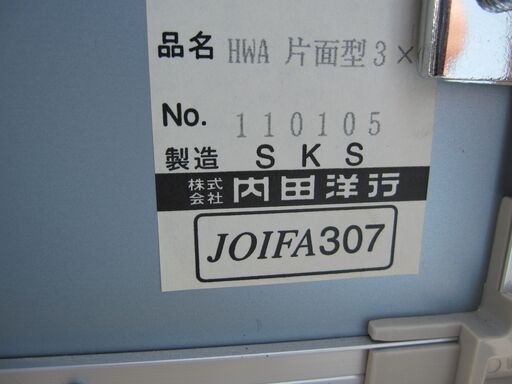 品名 HWA 片面型3×
No. 110105
製造 SKS
株式会社 内田洋行
JOIFA307